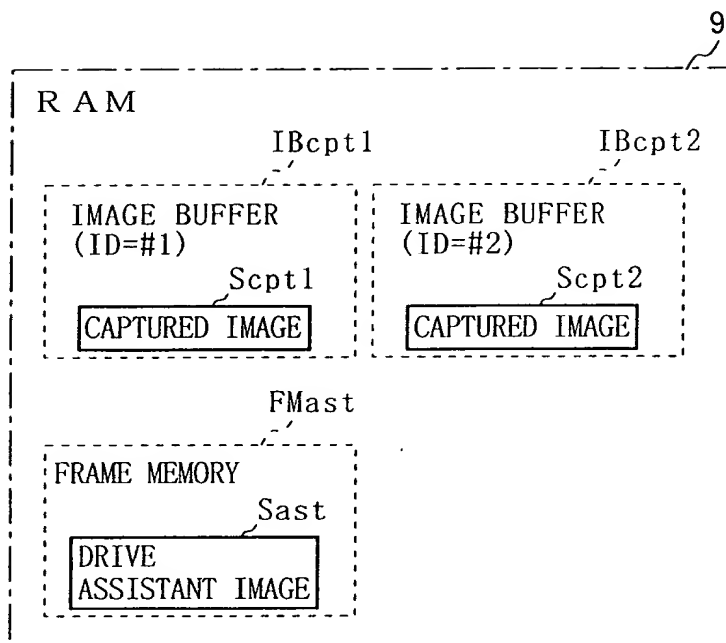 9
RAM
IBcpt1
IBcpt2
IMAGE BUFFER
(ID=#1)
Scpt1
CAPTURED IMAGE
IMAGE BUFFER
(ID=#2)
Scpt2
CAPTURED IMAGE
FMast
FRAME MEMORY
Sast
DRIVE
ASSISTANT IMAGE